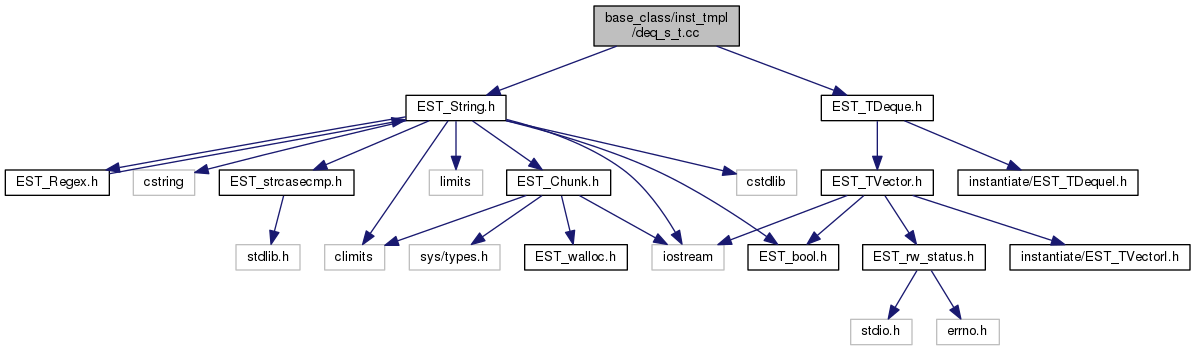 base_class/inst_tmpl
/deq_s_t.cc
EST_String.h
EST_TDeque.h
EST_Regex.h
cstring
EST_strcasecmp.h
limits
EST_Chunk.h
cstdlib
EST_TVector.h
instantiate/EST_TDequeI.h
stdlib.h
climits
sys/types.h
EST_walloc.h
iostream
EST_bool.h
EST_rw_status.h
instantiate/EST_TVectorI.h
stdio.h
errno.h